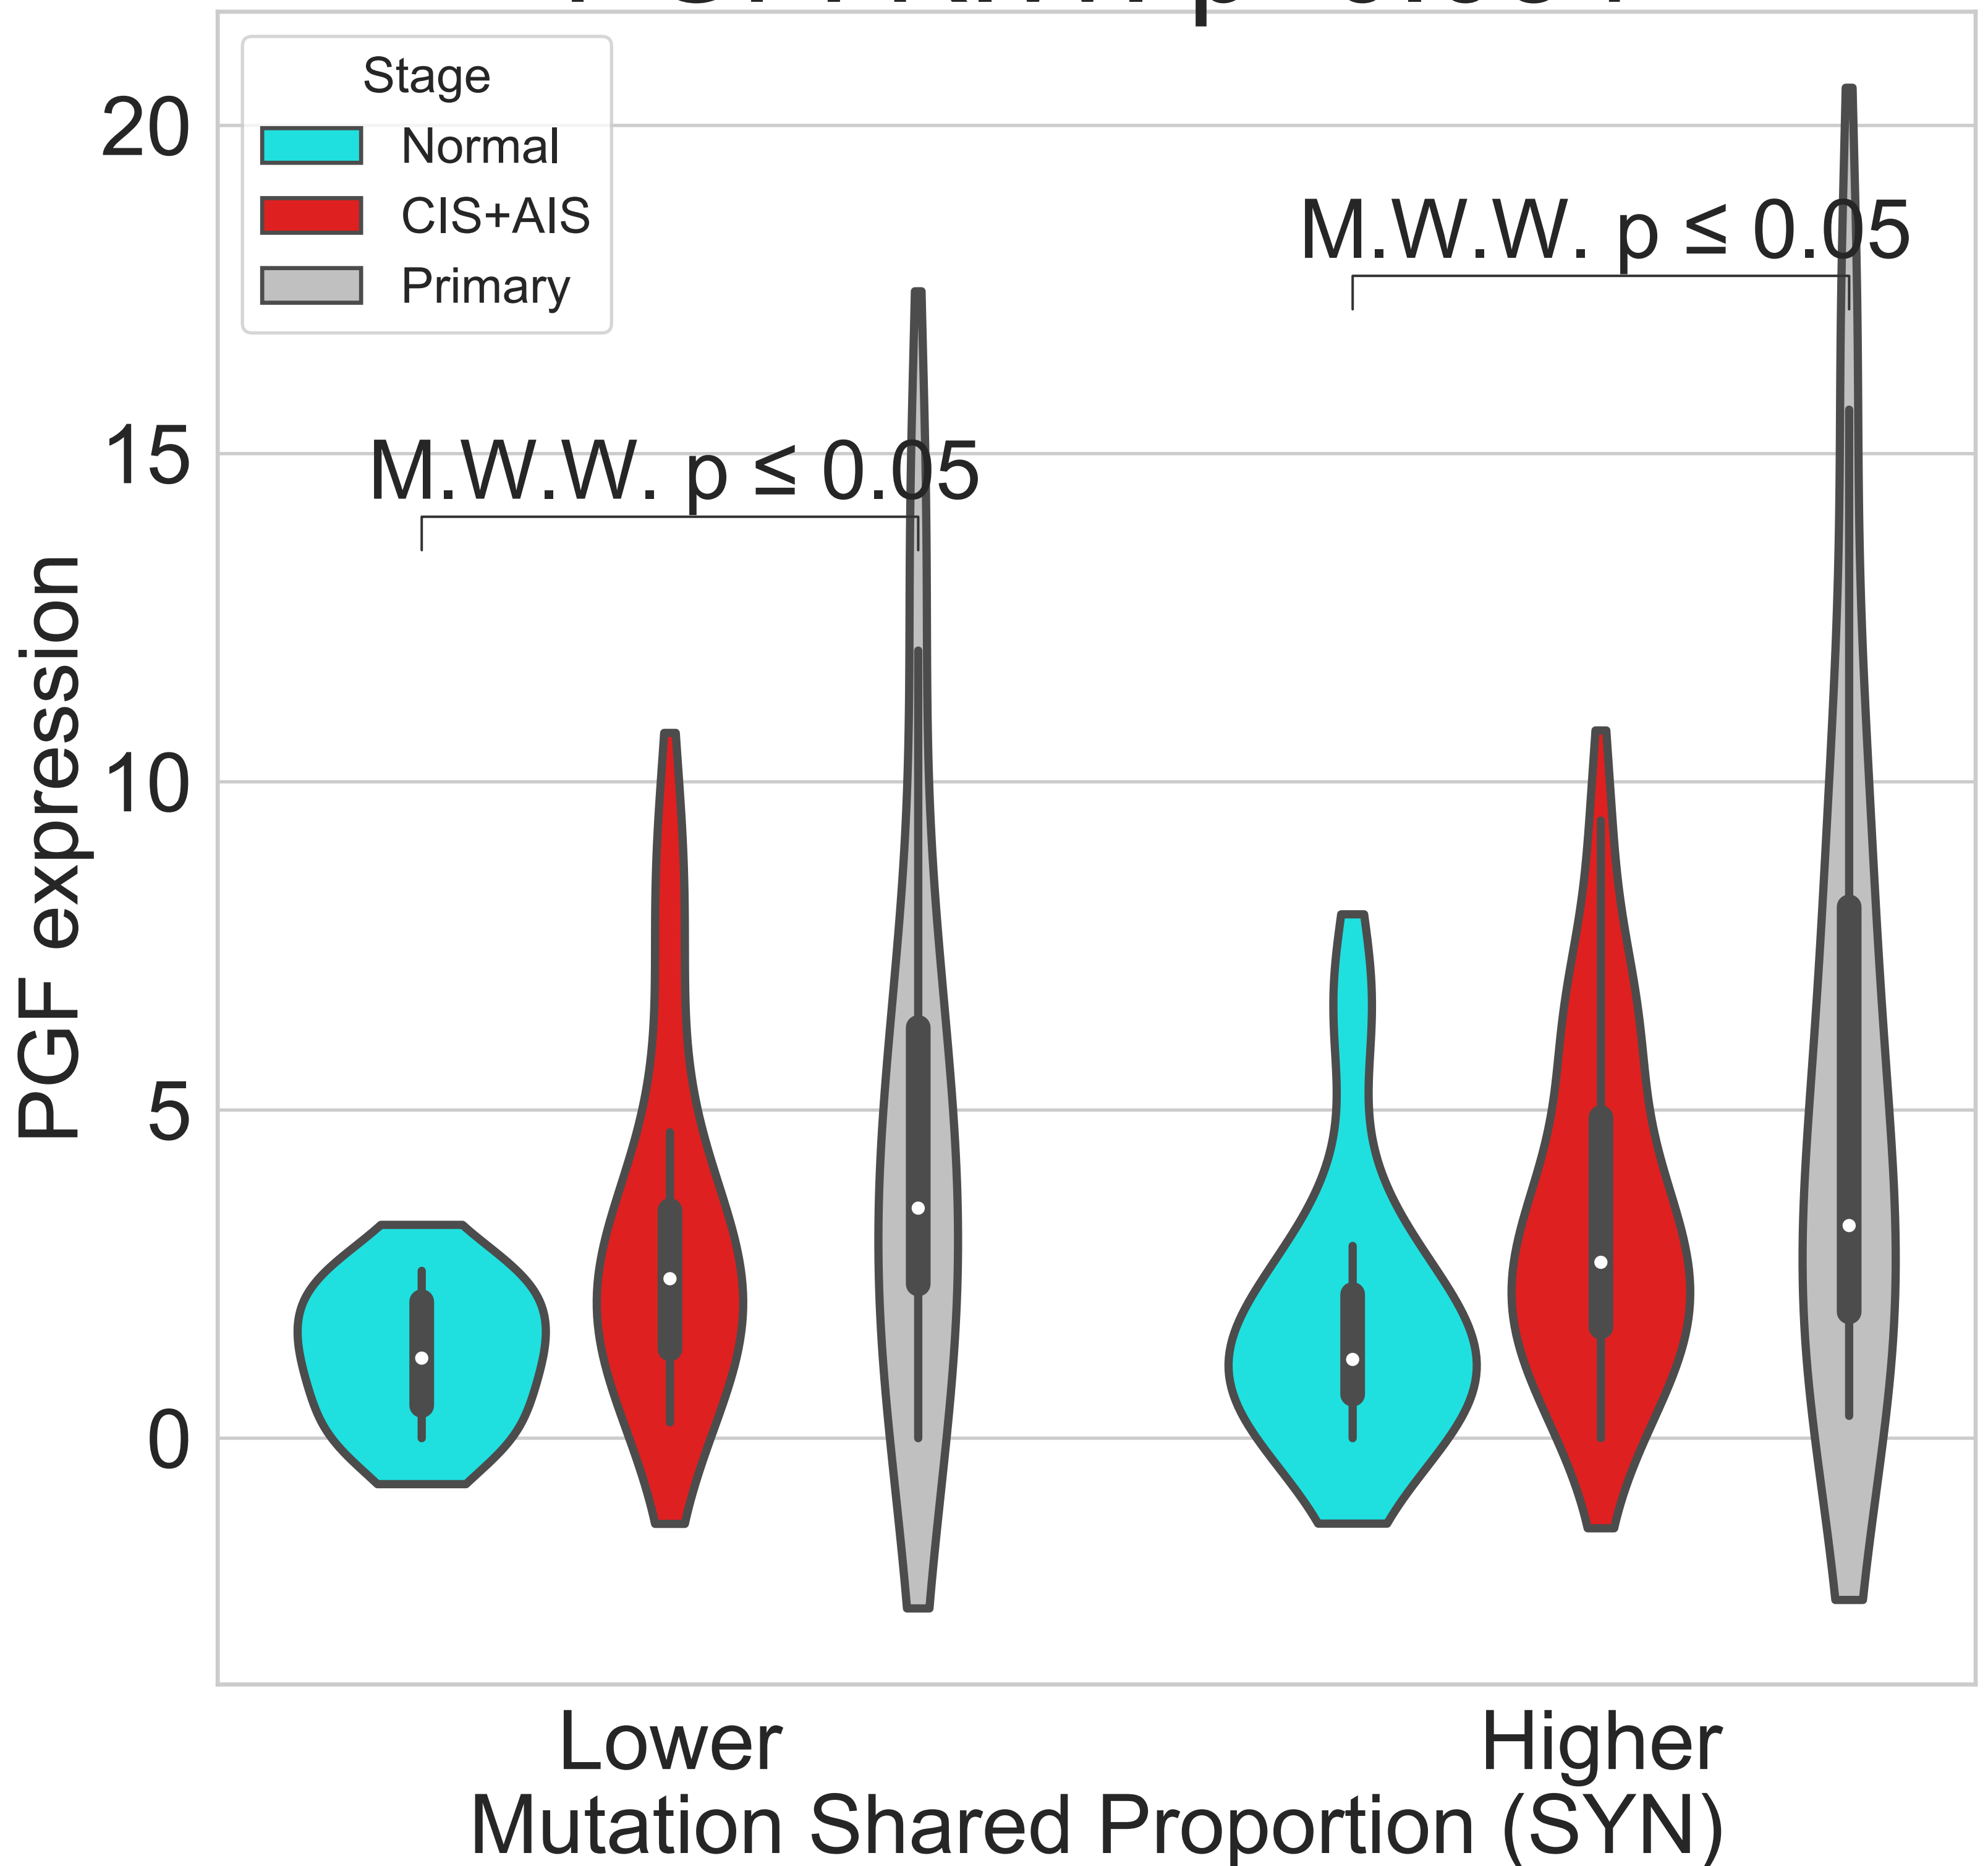 Stage
Normal
CIS+AIS
Primary
M.W.W. p ≤ 0.05
M.W.W. p ≤ 0.05
20
15
10
5
0
PGF expression
Lower
Higher
Mutation Shared Proportion (SYN)